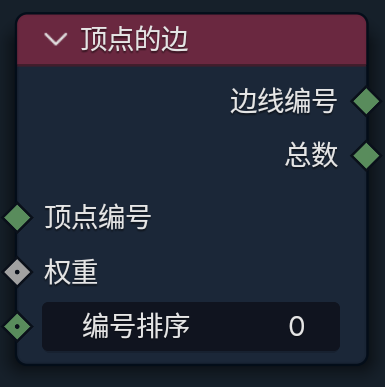 顶点的边
边线编号
总数
顶点编号
权重
编号排序 0